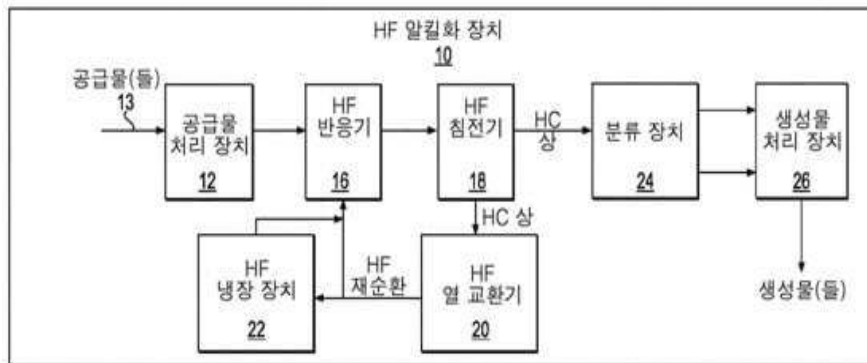 HF 알킬화 장치
10
공급물(들)
13
공급물
처리 장치
12
HF
반응기
16
HF
침전기
18
HC
상
분류 장치
24
생성물
처리 장치
26
HC 상
HF
냉장 장치
22
HF
재순환
HF
열 교환기
20
생성물(들)